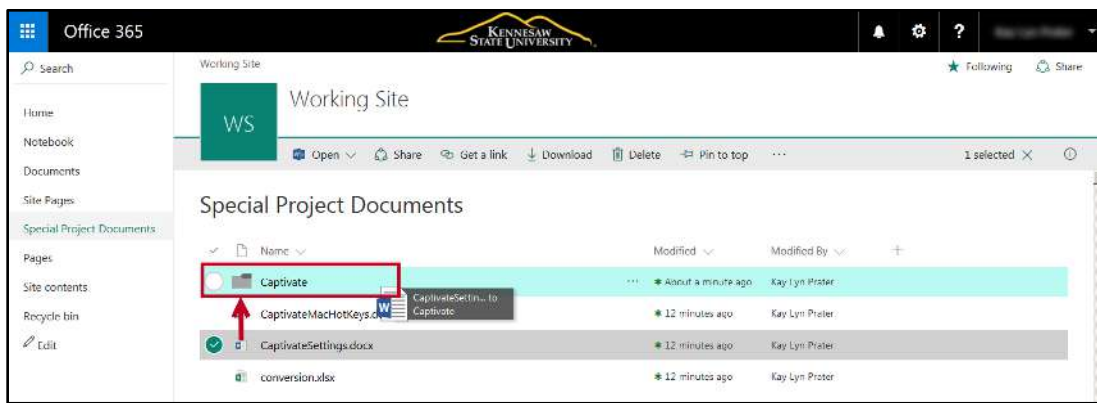 Office 365
KENNESAW
STATE UNIVERSITY
?
Search
Home
Notebook
Documents
Site Pages
Special Project Documents
Pages
Site contents
Recycle bin
Edit
Working Site
Following
Share
WS
Working Site
Open
Share
Get a link
Download
Delete
Pin to top
...
1 selected
Special Project Documents
Name
Modified
Modified By
Captivate
...
About a minute ago
Kay Lyn Prater
CaptivateSettin... to
Captivate
CaptivateMacHotKeys.d
12 minutes ago
Kay Lyn Prater
CaptivateSettings.docx
12 minutes ago
Kay Lyn Prater
conversion.xlsx
12 minutes ago
Kay Lyn Prater